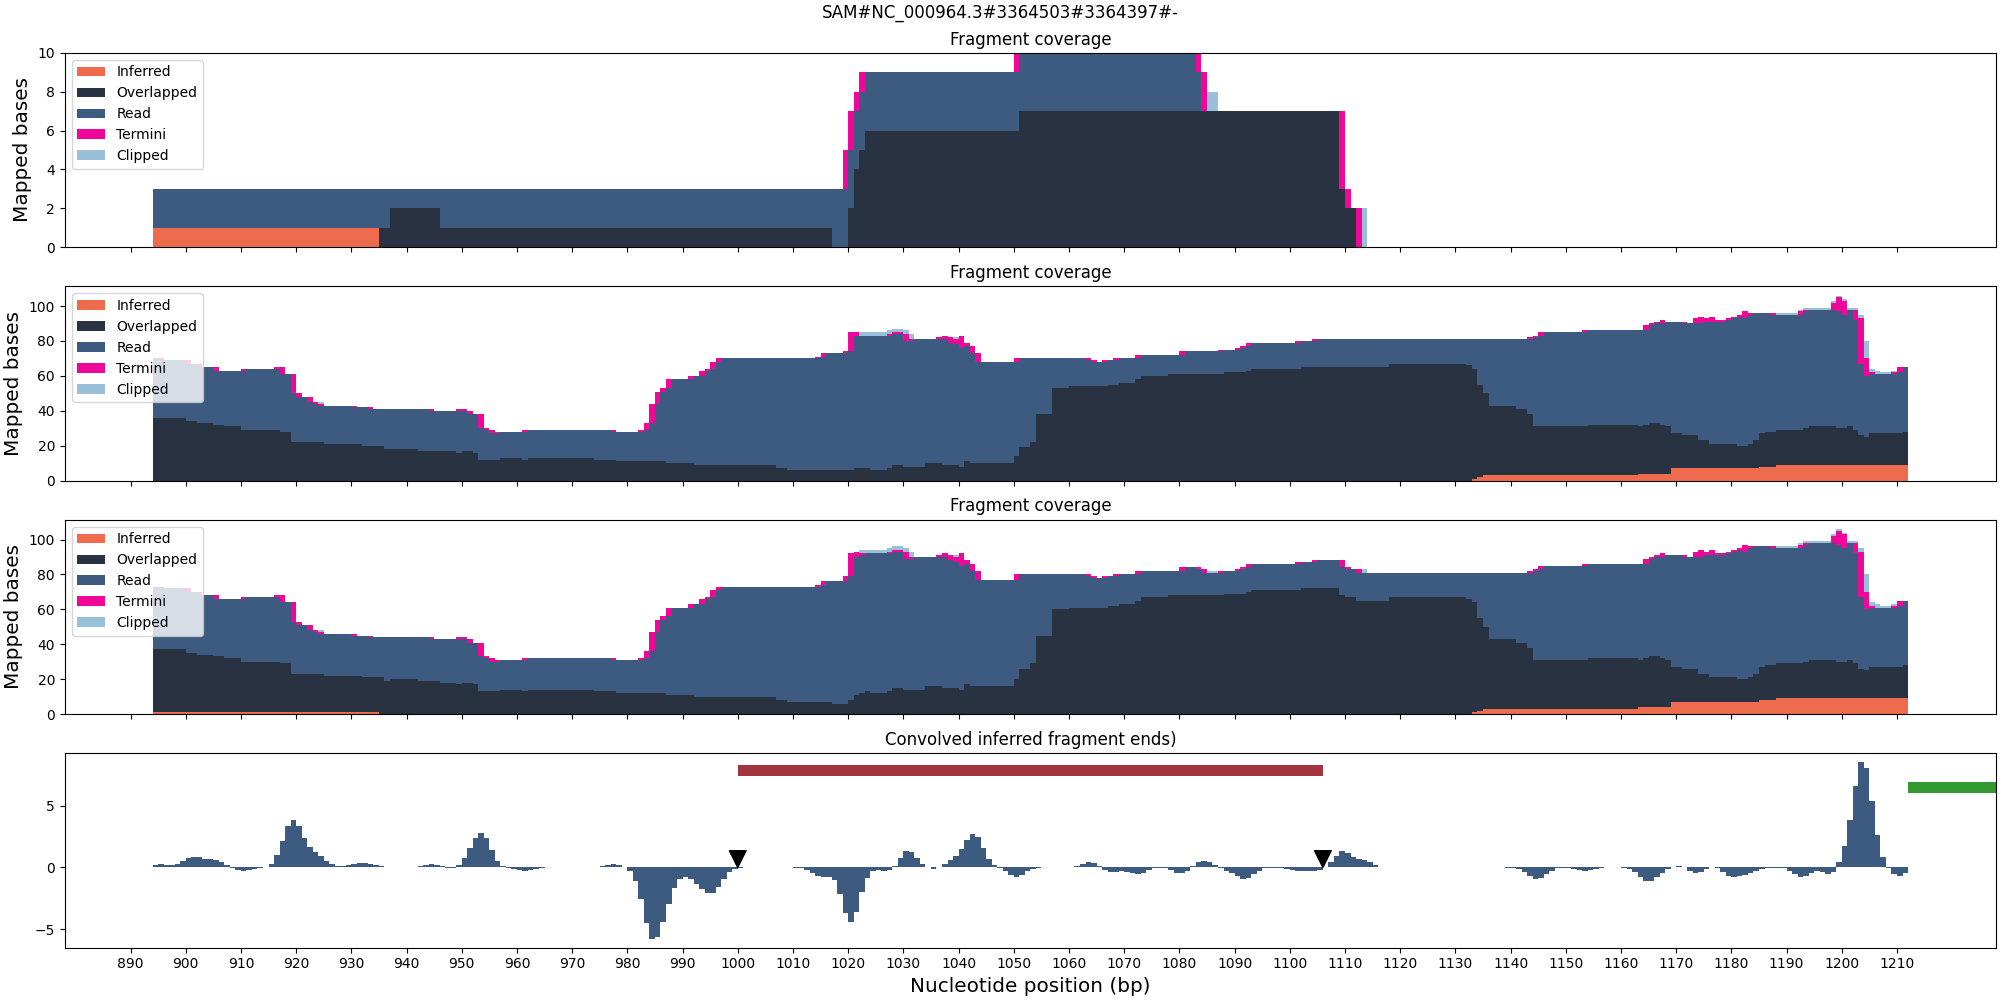 SAM#NC_000964.3#3364503#3364397#-
Fragment coverage
Mapped bases
10
8
6
4
2
0
Inferred
Overlapped
Read
Termini
Clipped
Fragment coverage
Mapped bases
100
80
60
40
20
0
Inferred
Overlapped
Read
Termini
Clipped
Fragment coverage
Mapped bases
100
80
60
40
20
0
Inferred
Overlapped
Read
Termini
Clipped
Convolved inferred fragment ends)
5
0
−5
890 900 910 920 930 940 950 960 970 980 990 1000 1010 1020 1030 1040 1050 1060 1070 1080 1090 1100 1110 1120 1130 1140 1150 1160 1170 1180 1190 1200 1210
Nucleotide position (bp)